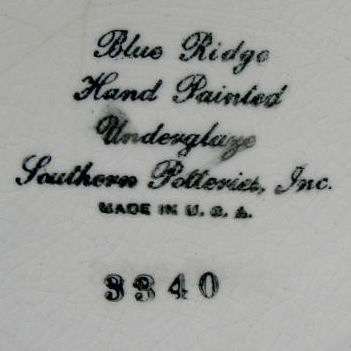 Blue Ridge
Hand Painted
Underglaze
Southern Potteries, Inc.
MADE IN U.S.A.
3340